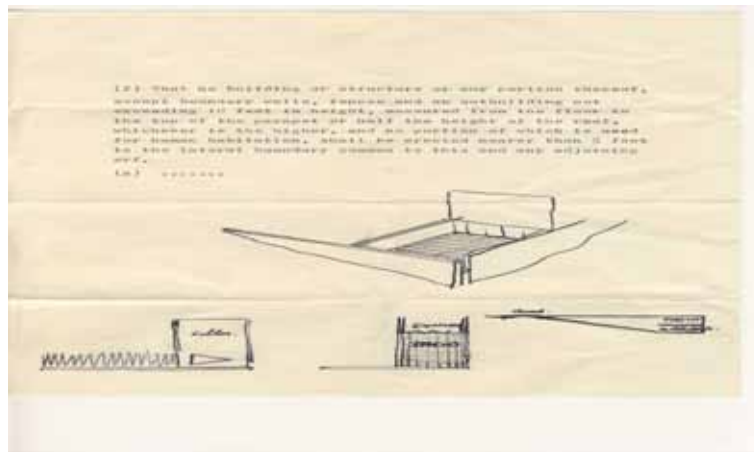 (2) That no building or structure or any portion thereof,
except boundary walls, fences and an outbuilding not
exceeding 10 feet in height, measured from the floor to
the top of the parapet or half the height of the roof,
whichever is the higher, and no portion of which is used
for human habitation, shall be erected nearer than 5 feet
to the lateral boundary common to this and any adjoining
erf.
(a) .......